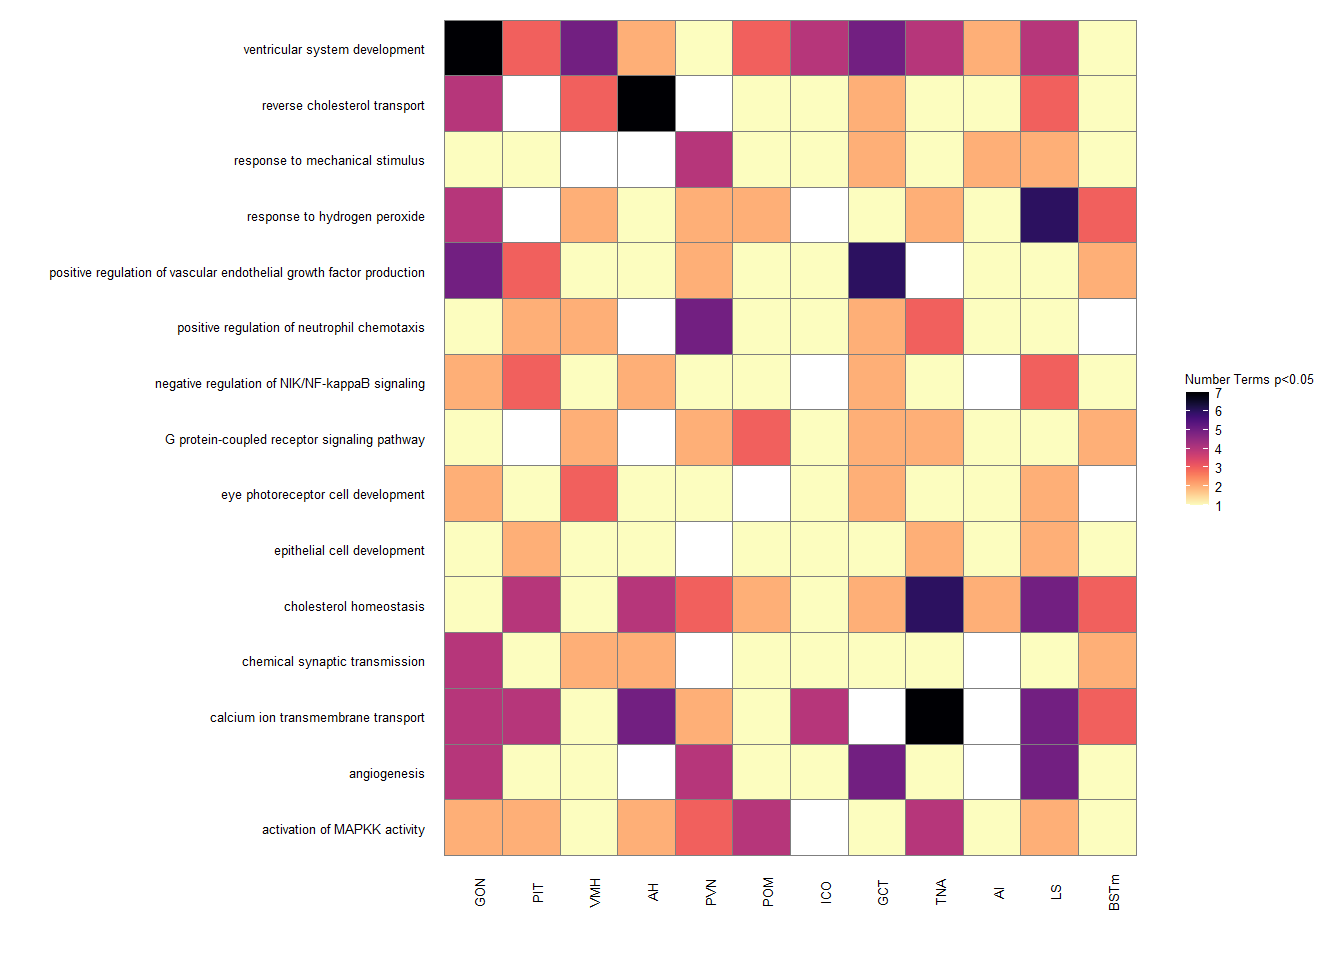 ventricular system development
reverse cholesterol transport
response to mechanical stimulus
response to hydrogen peroxide
positive regulation of vascular endothelial growth factor production
positive regulation of neutrophil chemotaxis
negative regulation of NIK/NF-kappaB signaling
G protein-coupled receptor signaling pathway
eye photoreceptor cell development
epithelial cell development
cholesterol homeostasis
chemical synaptic transmission
calcium ion transmembrane transport
angiogenesis
activation of MAPKK activity
GON
PIT
VMH
AH
PVN
POM
ICO
GCT
TNA
AI
LS
BSTm
Number Terms p<0.05
7
6
5
4
3
2
1